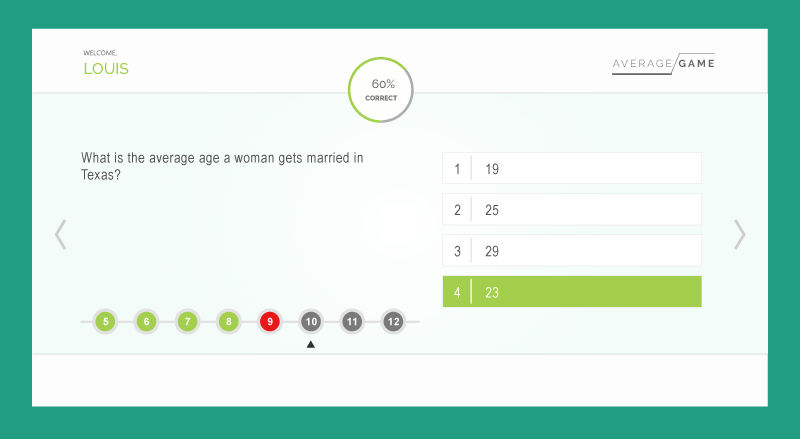 WELCOME,
LOUIS
60%
CORRECT
AVERAGE/GAME
What is the average age a woman gets married in
Texas?
1 19
2 25
3 29
4 23
5 6 7 8 9 10 11 12